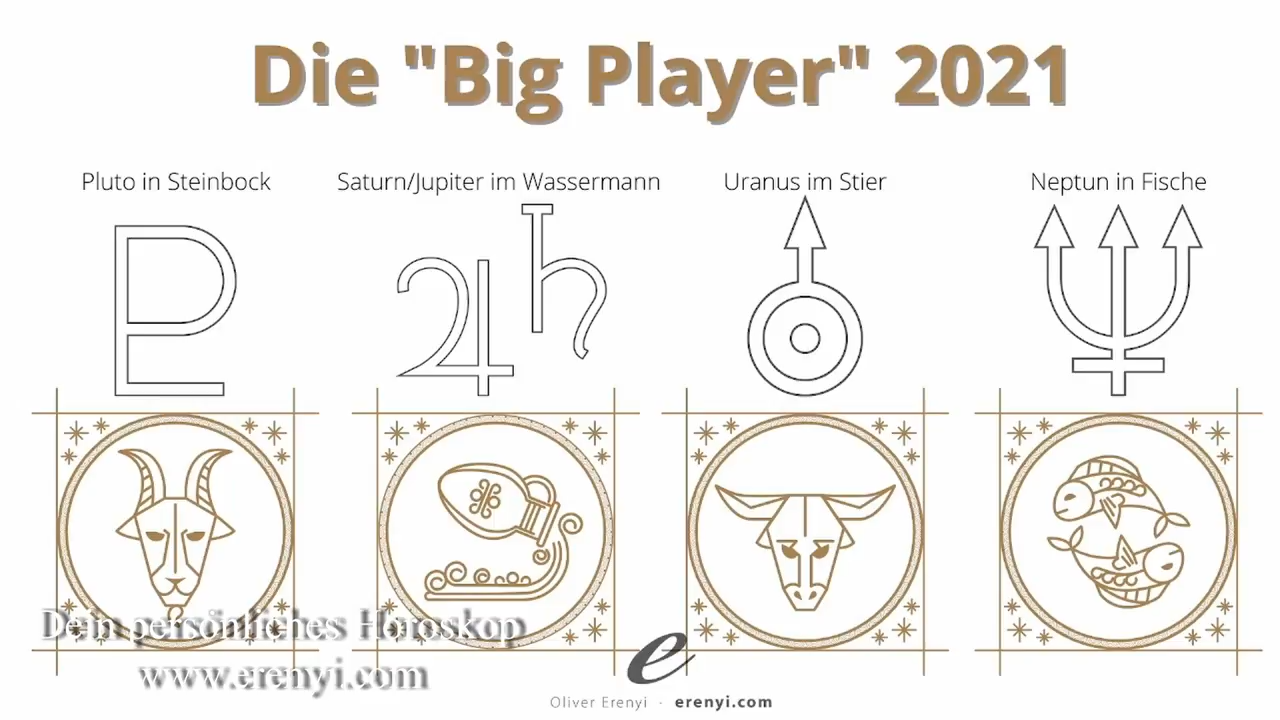 Die "Big Player" 2021
Pluto in Steinbock
Saturn/Jupiter im Wassermann
Uranus im Stier
Neptun in Fische
Dein persönliches Horoskop
www.erenyi.com
e
Oliver Erenyi · erenyi.com